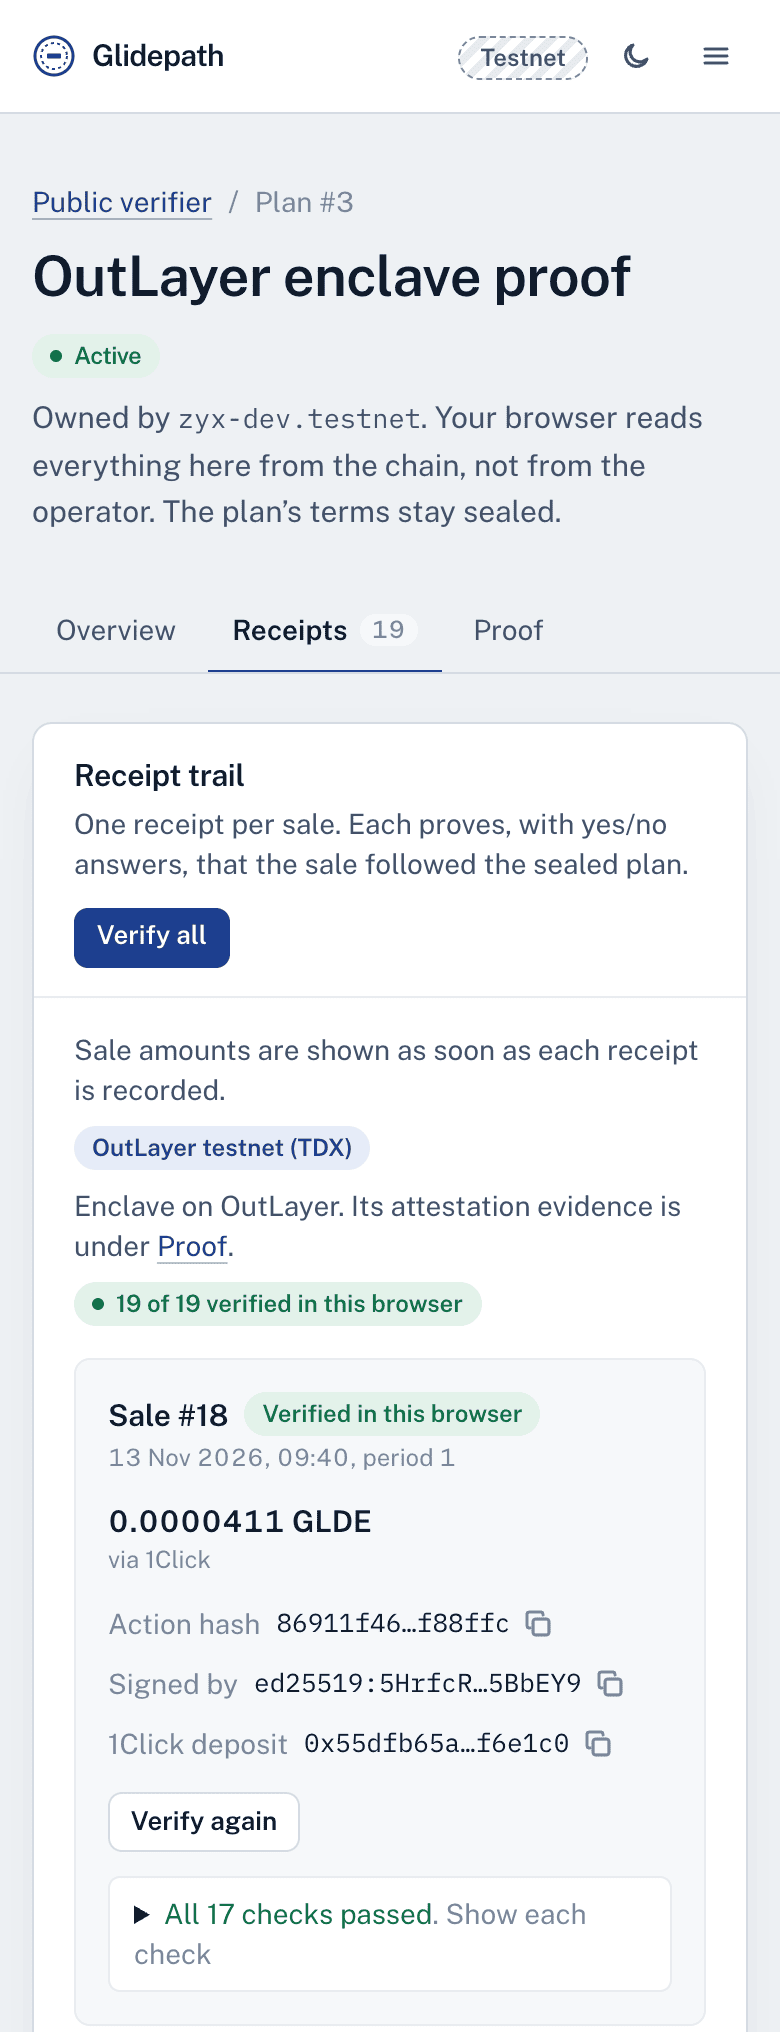 Glidepath
Testnet
Public verifier / Plan #3
OutLayer enclave proof
Active
Owned by zyx-dev.testnet. Your browser reads
everything here from the chain, not from the
operator. The plan’s terms stay sealed.
Overview
Receipts 19
Proof
Receipt trail
One receipt per sale. Each proves, with yes/no
answers, that the sale followed the sealed plan.
Verify all
Sale amounts are shown as soon as each receipt
is recorded.
OutLayer testnet (TDX)
Enclave on OutLayer. Its attestation evidence is
under Proof.
19 of 19 verified in this browser
Sale #18 Verified in this browser
13 Nov 2026, 09:40, period 1
0.0000411 GLDE
via 1Click
Action hash 86911f46…f88ffc
Signed by ed25519:5HrfcR…5BbEY9
1Click deposit 0x55dfb65a…f6e1c0
Verify again
All 17 checks passed. Show each
check